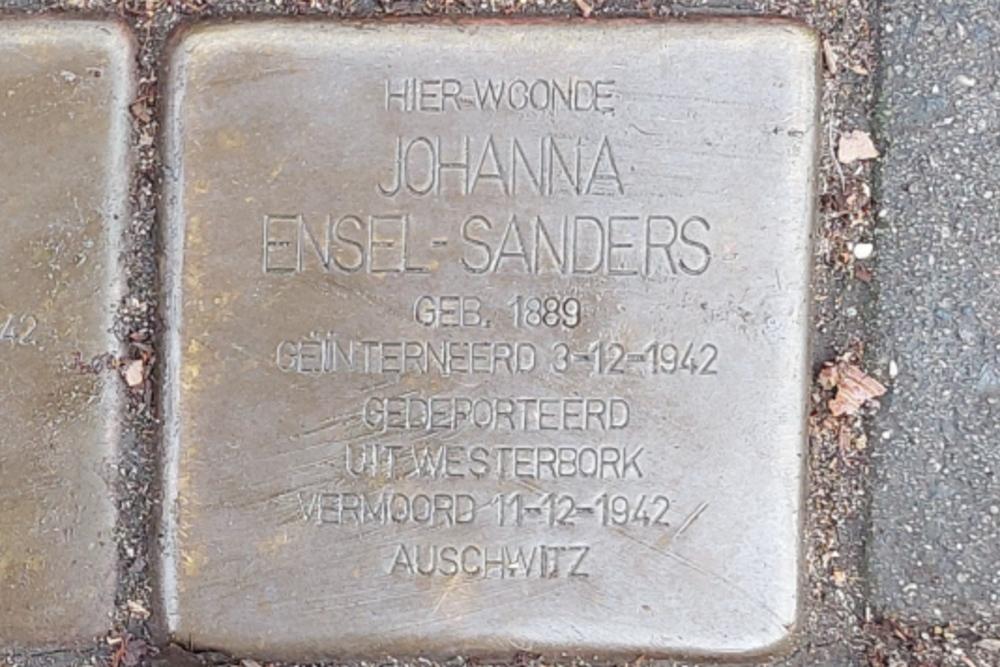 HIER WOONDE
JOHANNA
ENSEL-SANDERS
GEB. 1889
GEÏNTERNEERD 3-12-1942
GEDEPORTEERD
UIT WESTERBORK
VERMOORD 11-12-1942
AUSCHWITZ
42